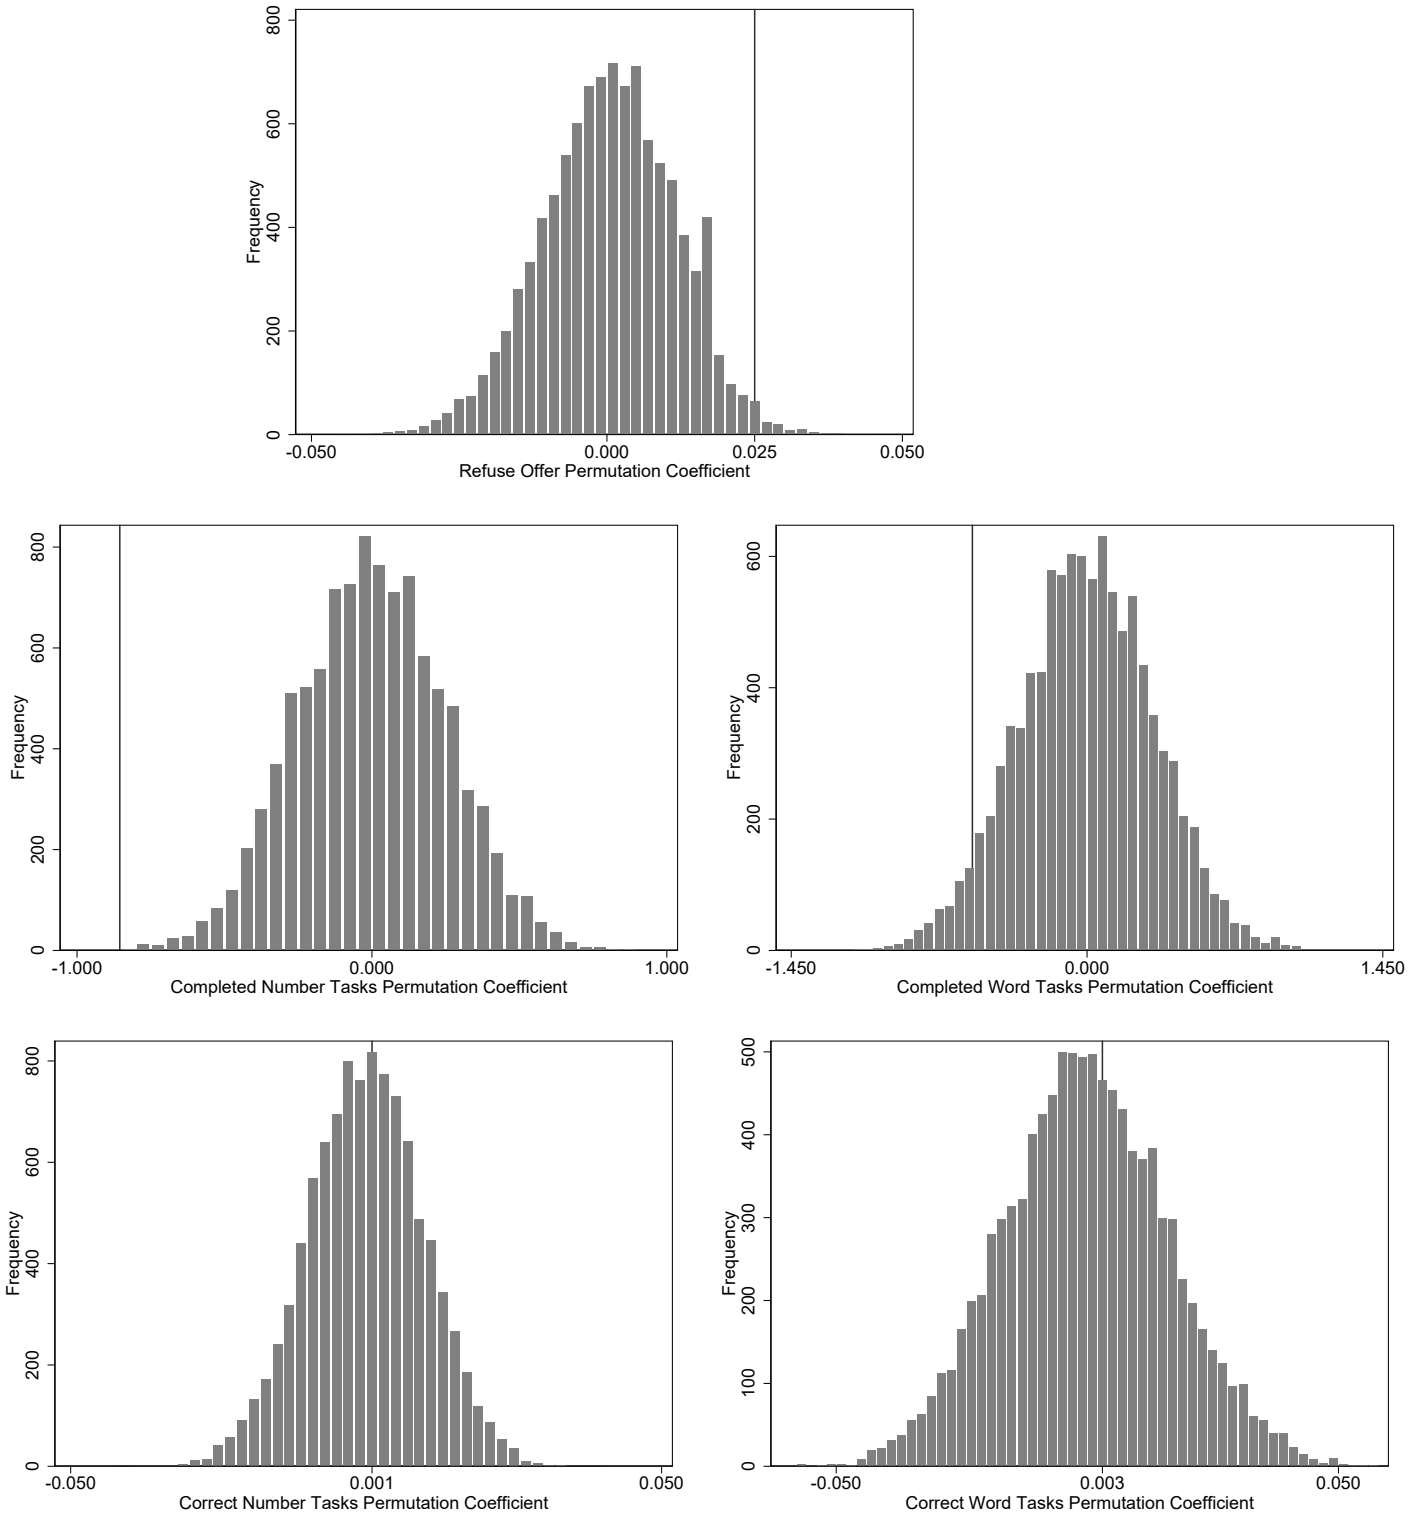 800
600
400
200
0
Frequency
-0.050 0.000 0.025 0.050
Refuse Offer Permutation Coefficient
800
600
400
200
0
Frequency
-1.000 0.000 1.000
Completed Number Tasks Permutation Coefficient
600
400
200
0
Frequency
-1.450 0.000 1.450
Completed Word Tasks Permutation Coefficient
800
600
400
200
0
Frequency
-0.050 0.001 0.050
Correct Number Tasks Permutation Coefficient
500
400
300
200
100
0
Frequency
-0.050 0.003 0.050
Correct Word Tasks Permutation Coefficient